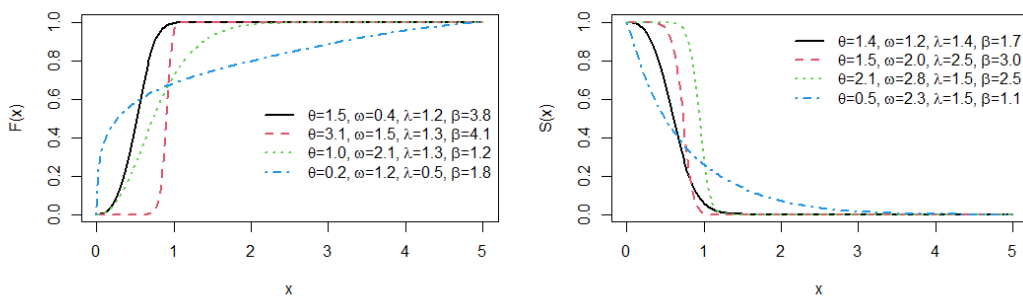 F(x)
1.0
0.8
0.6
0.4
0.2
0.0
θ=1.5, ω=0.4, λ=1.2, β=3.8
θ=3.1, ω=1.5, λ=1.3, β=4.1
θ=1.0, ω=2.1, λ=1.3, β=1.2
θ=0.2, ω=1.2, λ=0.5, β=1.8
0 1 2 3 4 5
x
S(x)
1.0
0.8
0.6
0.4
0.2
0.0
θ=1.4, ω=1.2, λ=1.4, β=1.7
θ=1.5, ω=2.0, λ=2.5, β=3.0
θ=2.1, ω=2.8, λ=1.5, β=2.5
θ=0.5, ω=2.3, λ=1.5, β=1.1
0 1 2 3 4 5
x